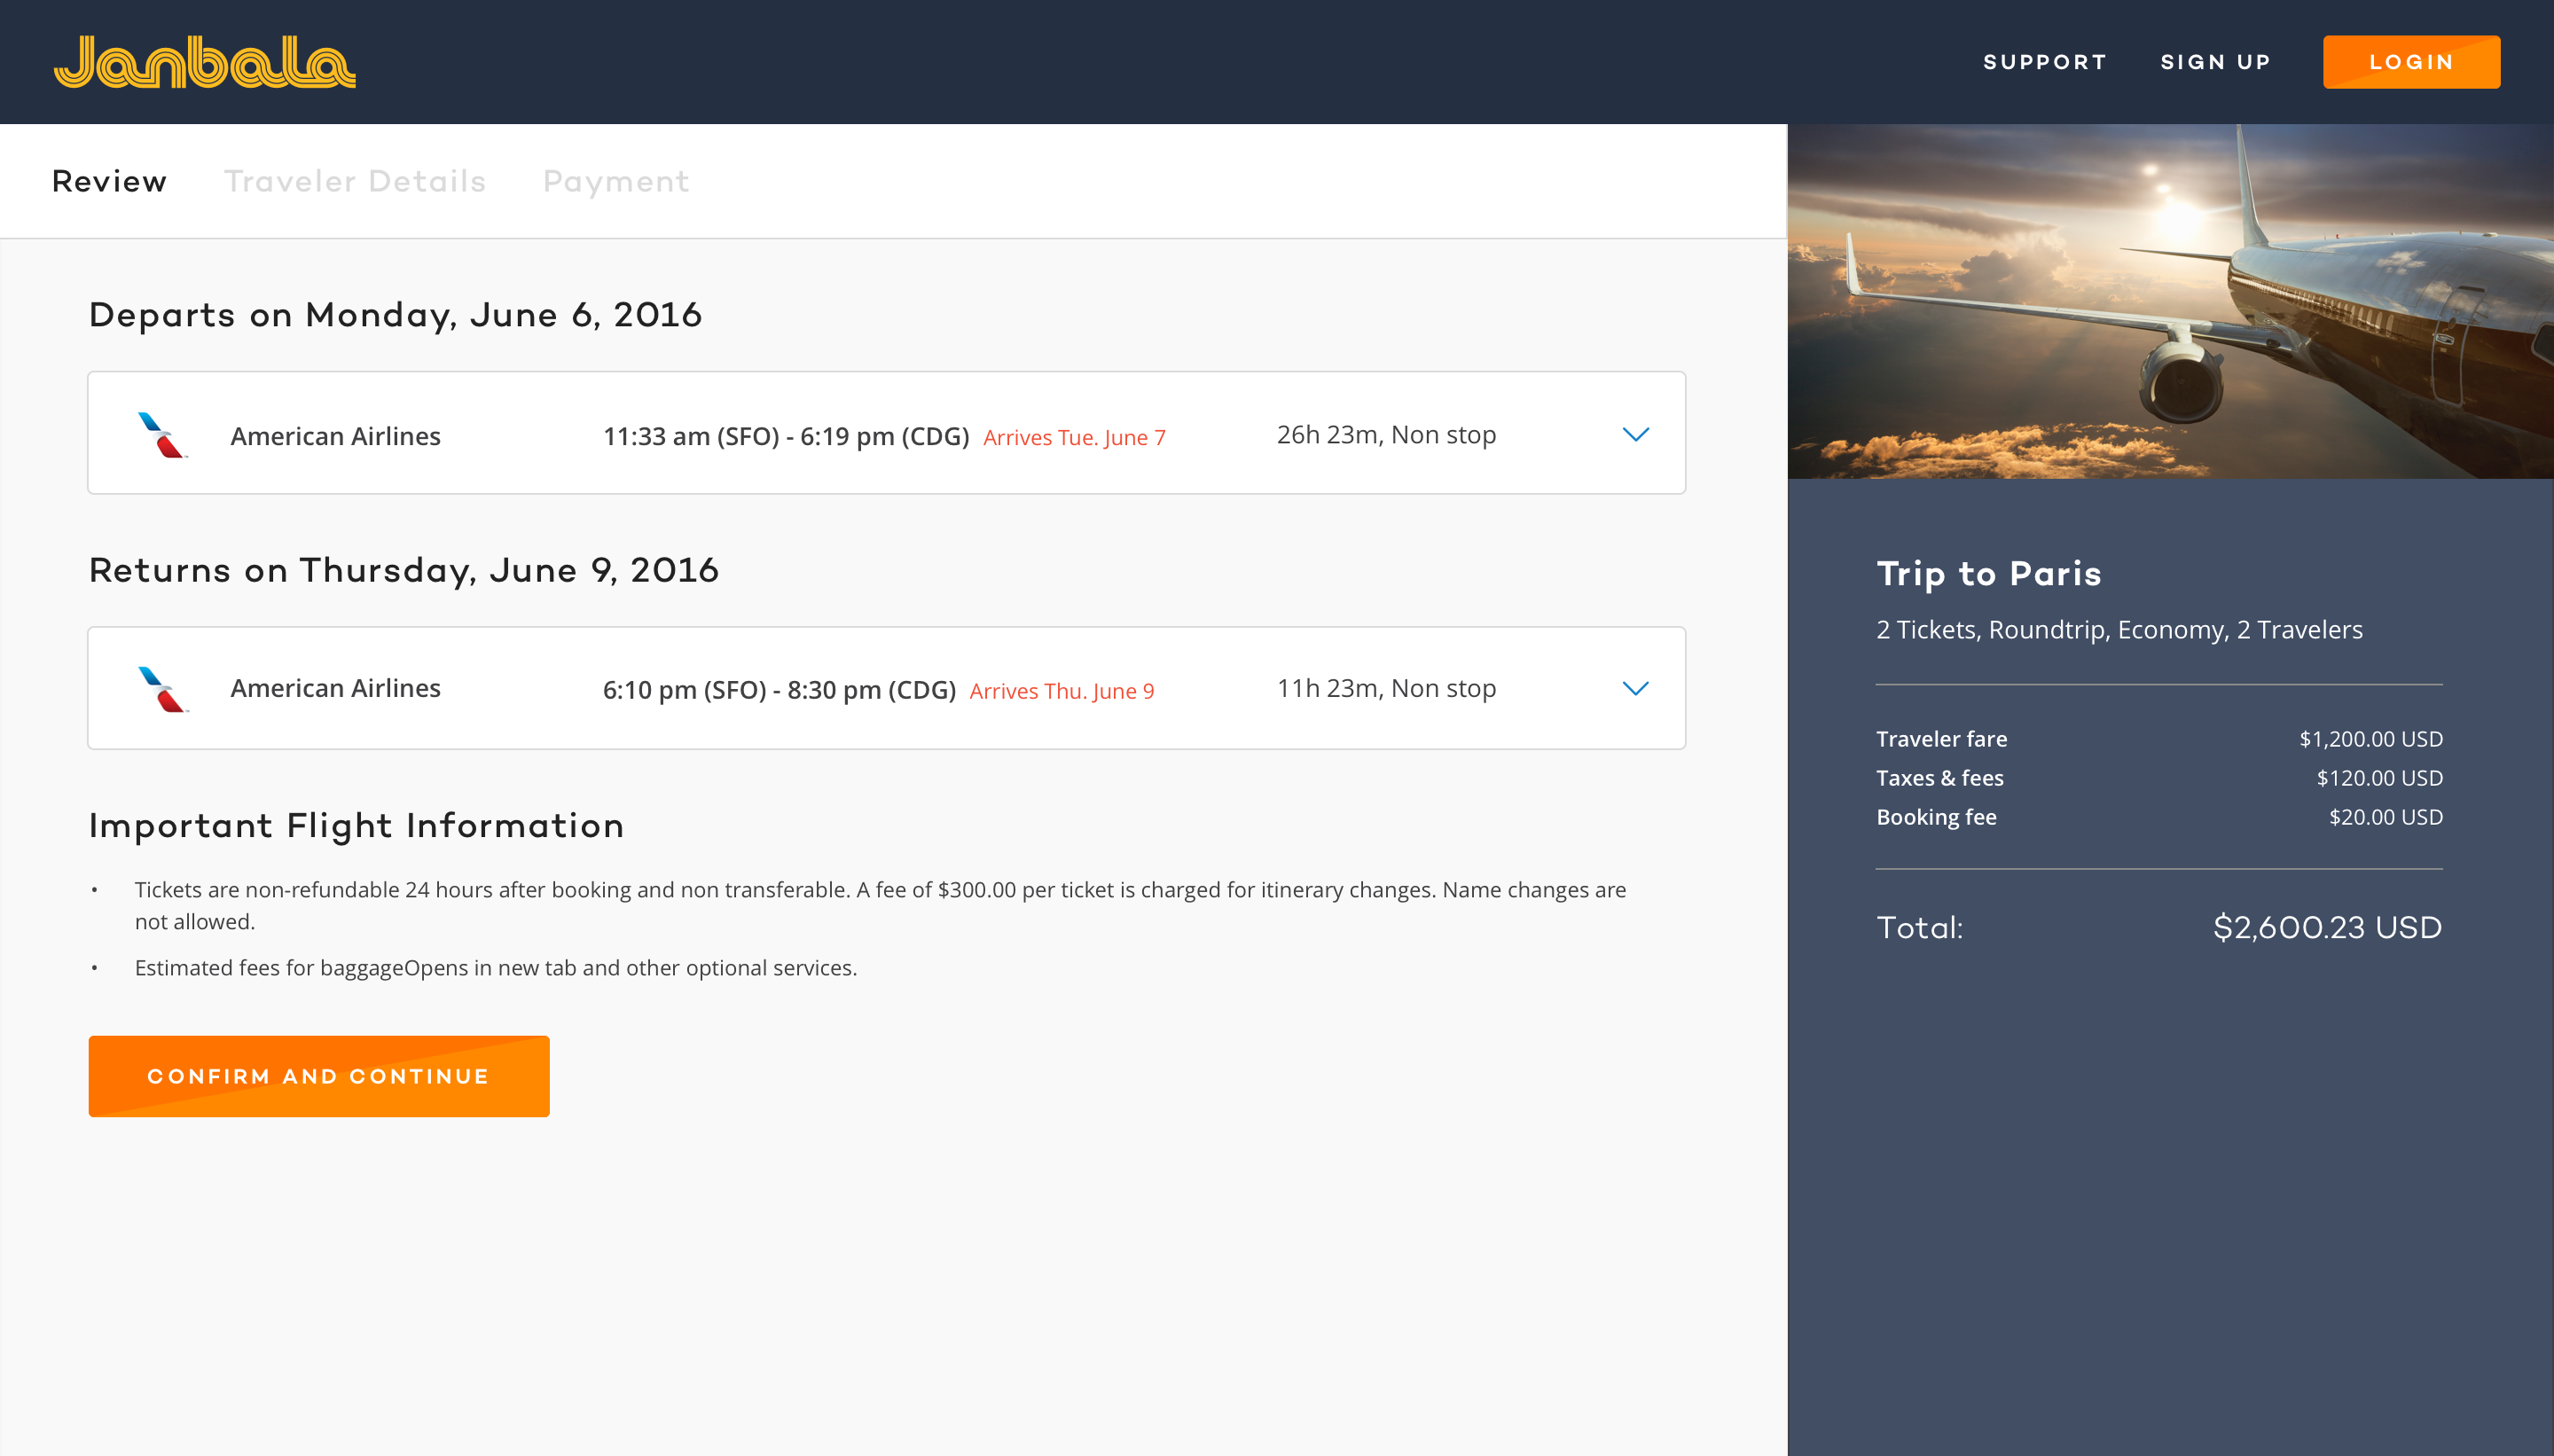 Janbala
SUPPORT
SIGN UP
LOGIN
Review
Traveler Details
Payment
Departs on Monday, June 6, 2016
American Airlines
11:33 am (SFO) - 6:19 pm (CDG) Arrives Tue. June 7
26h 23m, Non stop
Returns on Thursday, June 9, 2016
American Airlines
6:10 pm (SFO) - 8:30 pm (CDG) Arrives Thu. June 9
11h 23m, Non stop
Important Flight Information
• Tickets are non-refundable 24 hours after booking and non transferable. A fee of $300.00 per ticket is charged for itinerary changes. Name changes are
not allowed.
• Estimated fees for baggageOpens in new tab and other optional services.
CONFIRM AND CONTINUE
Trip to Paris
2 Tickets, Roundtrip, Economy, 2 Travelers
Traveler fare $1,200.00 USD
Taxes & fees $120.00 USD
Booking fee $20.00 USD
Total: $2,600.23 USD